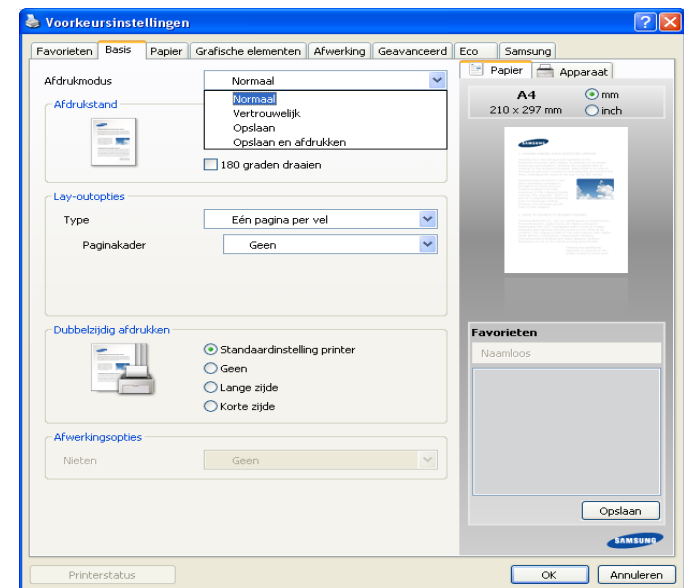 Voorkeursinstellingen
Favorieten Basis Papier Grafische elementen Afwerking Geavanceerd Eco Samsung
Afdrukmodus Normaal
Normaal
Vertrouwelijk
Opslaan
Opslaan en afdrukken
Afdrukstand
180 graden draaien
Lay-outopties
Type Eén pagina per vel
Paginakader Geen
Dubbelzijdig afdrukken
Standaardinstelling printer
Geen
Lange zijde
Korte zijde
Afwerkingsopties
Nieten Geen
Papier Apparaat
A4 mm
210 x 297 mm inch
SAMSUNG
Favorieten
Naamloos
Opslaan
SAMSUNG
Printerstatus OK Annuleren